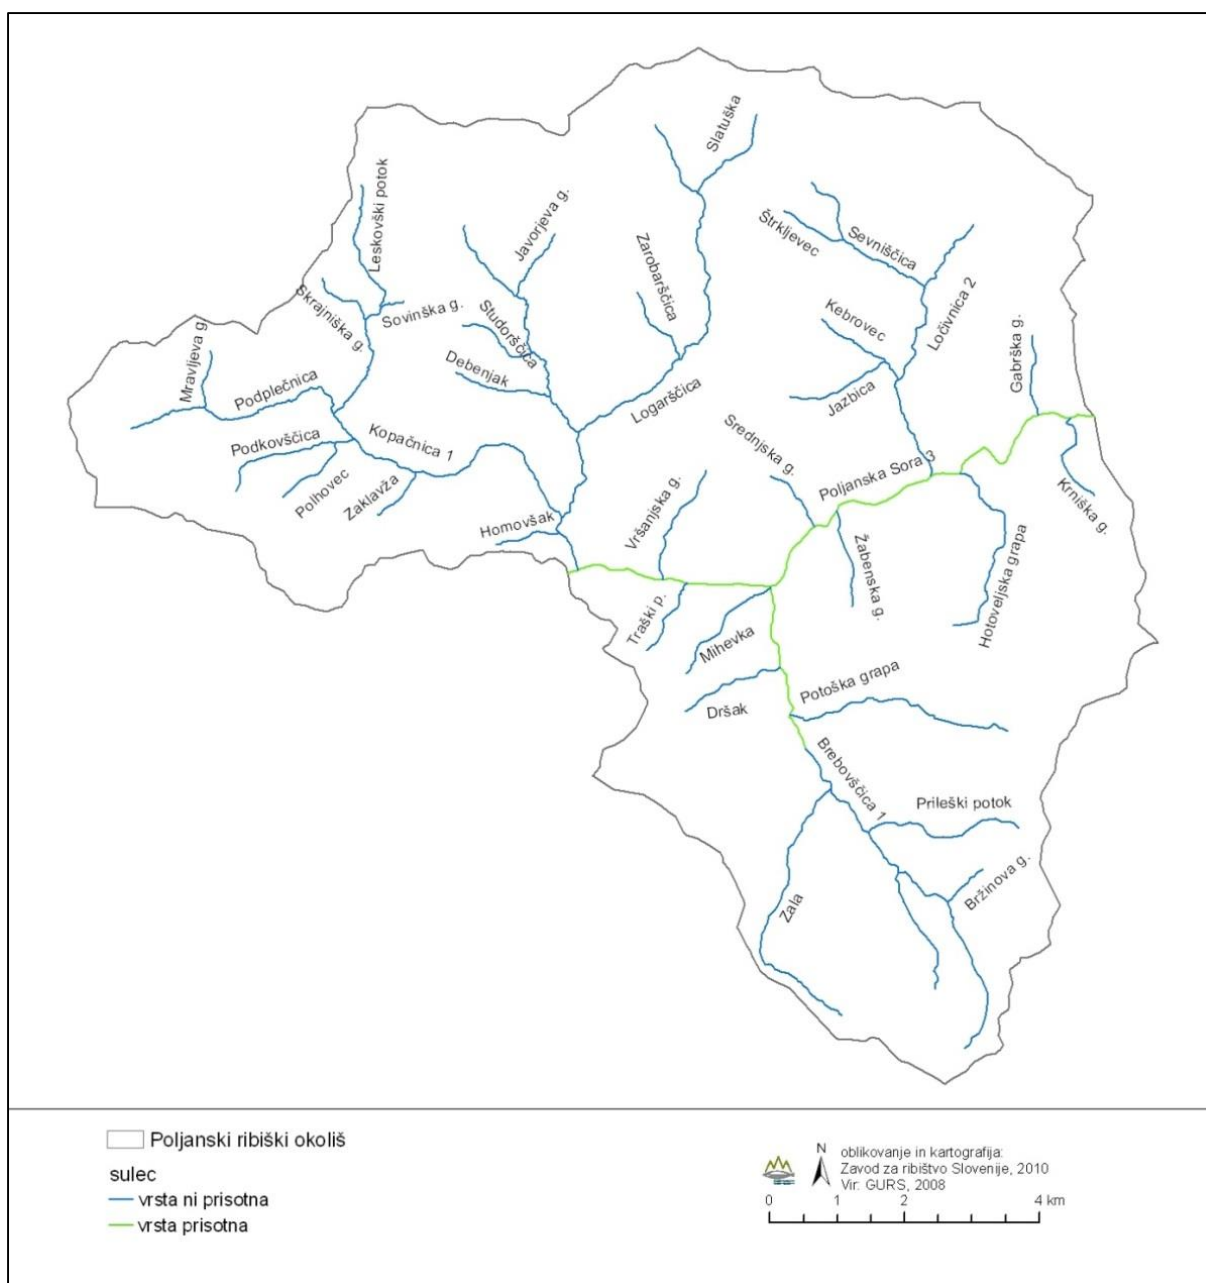 Slatuška
Leskovški potok
Javorjeva g.
Štrkljevec
Sevniščica
Zarobarščica
Skrajniška g.
Sovinška g.
Studorščica
Kebrovec
Ločivnica 2
Mravljeva g.
Gabrška g.
Debenjak
Podplečnica
Jazbica
Logarščica
Podkovščica
Kopačnica 1
Srednjska g.
Polhovec
Zaklavža
Poljanska Sora 3
Krniška g.
Homovšak
Vršanjska g.
Žabenska g.
Hotoveljska grapa
Traški p.
Mihevka
Potoška grapa
Dršak
Brebovščica 1
Prileški potok
Bržinova g.
Zala
Poljanski ribiški okoliš
sulec
vrsta ni prisotna
vrsta prisotna
N
oblikovanje in kartografija:
Zavod za ribištvo Slovenije, 2010
Vir: GURS, 2008
0 1 2 4 km